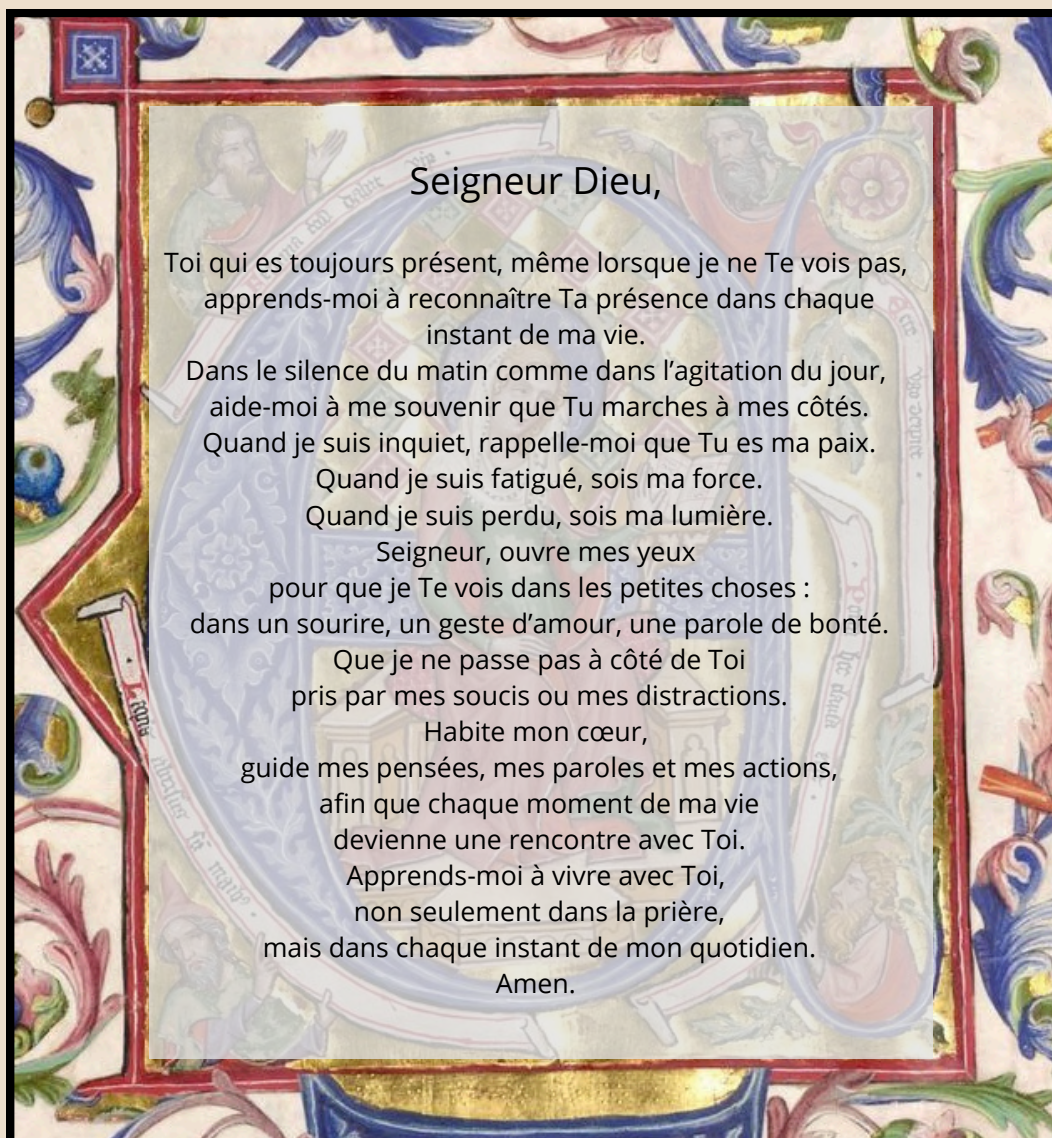 Seigneur Dieu,
Toi qui es toujours présent, même lorsque je ne Te vois pas,
apprends-moi à reconnaître Ta présence dans chaque
instant de ma vie.
Dans le silence du matin comme dans l’agitation du jour,
aide-moi à me souvenir que Tu marches à mes côtés.
Quand je suis inquiet, rappelle-moi que Tu es ma paix.
Quand je suis fatigué, sois ma force.
Quand je suis perdu, sois ma lumière.
Seigneur, ouvre mes yeux
pour que je Te vois dans les petites choses :
dans un sourire, un geste d’amour, une parole de bonté.
Que je ne passe pas à côté de Toi
pris par mes soucis ou mes distractions.
Habite mon cœur,
guide mes pensées, mes paroles et mes actions,
afin que chaque moment de ma vie
devienne une rencontre avec Toi.
Apprends-moi à vivre avec Toi,
non seulement dans la prière,
mais dans chaque instant de mon quotidien.
Amen.